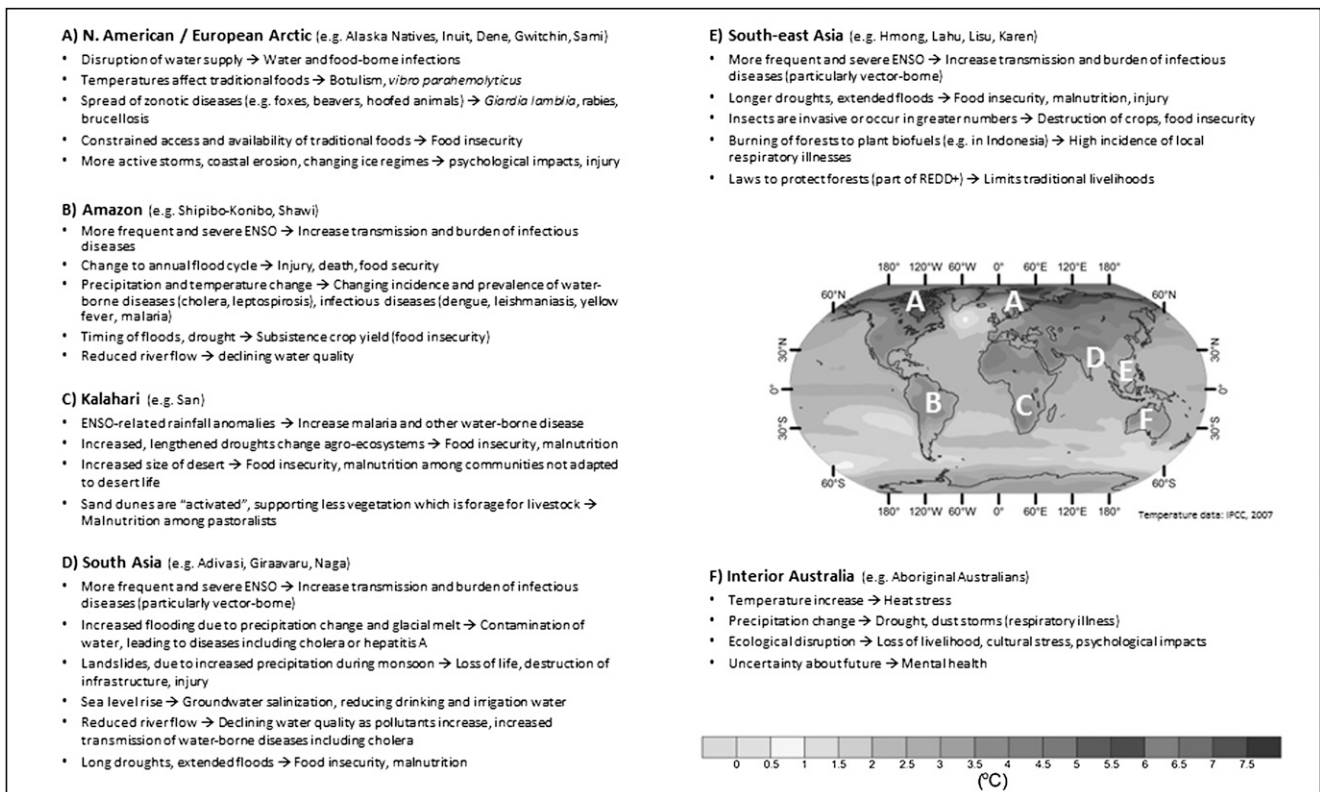 A) N. American / European Arctic (e.g. Alaska Natives, Inuit, Dene, Gwitchin, Sami)
• Disruption of water supply → Water and food-borne infections
• Temperatures affect traditional foods → Botulism, vibro parahemolyticus
• Spread of zonotic diseases (e.g. foxes, beavers, hoofed animals) → Giardia lamblia, rabies,
brucellosis
• Constrained access and availability of traditional foods → Food insecurity
• More active storms, coastal erosion, changing ice regimes → psychological impacts, injury
B) Amazon (e.g. Shipibo-Konibo, Shawi)
• More frequent and severe ENSO → Increase transmission and burden of infectious
diseases
• Change to annual flood cycle → Injury, death, food security
• Precipitation and temperature change → Changing incidence and prevalence of water-
borne diseases (cholera, leptospirosis), infectious diseases (dengue, leishmaniasis, yellow
fever, malaria)
• Timing of floods, drought → Subsistence crop yield (food insecurity)
• Reduced river flow → declining water quality
C) Kalahari (e.g. San)
• ENSO-related rainfall anomalies → Increase malaria and other water-borne disease
• Increased, lengthened droughts change agro-ecosystems → Food insecurity, malnutrition
• Increased size of desert → Food insecurity, malnutrition among communities not adapted
to desert life
• Sand dunes are "activated", supporting less vegetation which is forage for livestock →
Malnutrition among pastoralists
D) South Asia (e.g. Adivasi, Giraavaru, Naga)
• More frequent and severe ENSO → Increase transmission and burden of infectious
diseases (particularly vector-borne)
• Increased flooding due to precipitation change and glacial melt → Contamination of
water, leading to diseases including cholera or hepatitis A
• Landslides, due to increased precipitation during monsoon → Loss of life, destruction of
infrastructure, injury
• Sea level rise → Groundwater salinization, reducing drinking and irrigation water
• Reduced river flow → Declining water quality as pollutants increase, increased
transmission of water-borne diseases including cholera
• Long droughts, extended floods → Food insecurity, malnutrition
E) South-east Asia (e.g. Hmong, Lahu, Lisu, Karen)
• More frequent and severe ENSO → Increase transmission and burden of infectious
diseases (particularly vector-borne)
• Longer droughts, extended floods → Food insecurity, malnutrition, injury
• Insects are invasive or occur in greater numbers → Destruction of crops, food insecurity
• Burning of forests to plant biofuels (e.g. in Indonesia) → High incidence of local
respiratory illnesses
• Laws to protect forests (part of REDD+) → Limits traditional livelihoods
180° 120°W 60°W 0° 60°E 120°E 180°
60°N A A 60°N
30°N D 30°N
E
0° 0°
B C
F
30°S 30°S
60°S 60°S
180° 120°W 60°W 0° 60°E 120°E 180°
Temperature data: IPCC, 2007
F) Interior Australia (e.g. Aboriginal Australians)
• Temperature increase → Heat stress
• Precipitation change → Drought, dust storms (respiratory illness)
• Ecological disruption → Loss of livelihood, cultural stress, psychological impacts
• Uncertainty about future → Mental health
0 0.5 1 1.5 2 2.5 3 3.5 4 4.5 5 5.5 6 6.5 7 7.5
(°C)